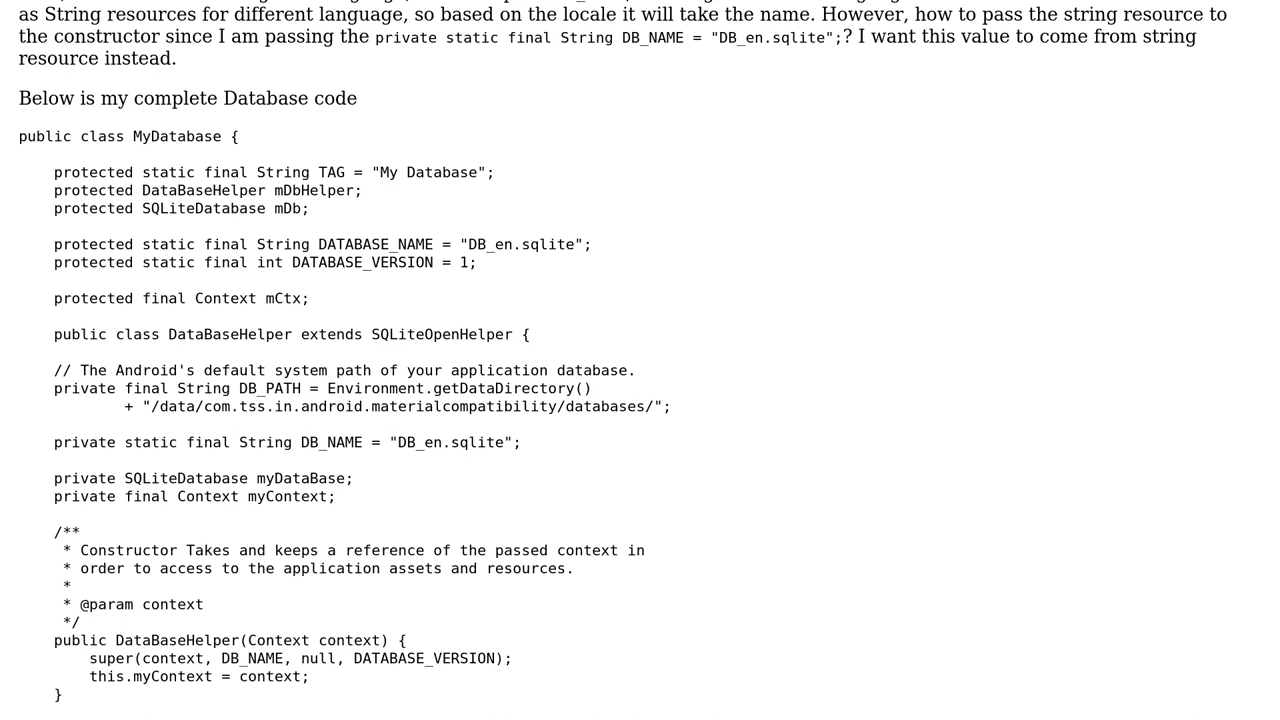 as String resources for different language, so based on the locale it will take the name. However, how to pass the string resource to
the constructor since I am passing the private static final String DB_NAME = "DB_en.sqlite";? I want this value to come from string
resource instead.
Below is my complete Database code
public class MyDatabase {
    protected static final String TAG = "My Database";
    protected DataBaseHelper mDbHelper;
    protected SQLiteDatabase mDb;
    protected static final String DATABASE_NAME = "DB_en.sqlite";
    protected static final int DATABASE_VERSION = 1;
    protected final Context mCtx;
    public class DataBaseHelper extends SQLiteOpenHelper {
    // The Android's default system path of your application database.
    private final String DB_PATH = Environment.getDataDirectory()
            + "/data/com.tss.in.android.materialcompatibility/databases/";
    private static final String DB_NAME = "DB_en.sqlite";
    private SQLiteDatabase myDataBase;
    private final Context myContext;
    /**
     * Constructor Takes and keeps a reference of the passed context in
     * order to access to the application assets and resources.
     *
     * @param context
     */
    public DataBaseHelper(Context context) {
        super(context, DB_NAME, null, DATABASE_VERSION);
        this.myContext = context;
    }